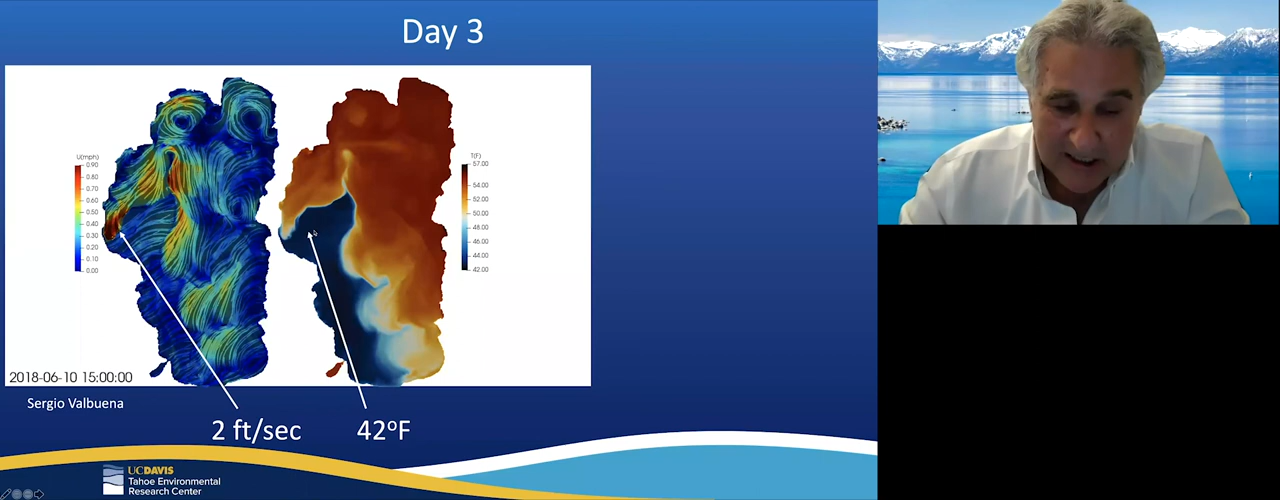 Day 3
U(mph)
0.90
0.80
0.70
0.60
0.50
0.40
0.30
0.20
0.10
0.00
T(F)
57.00
54.00
52.00
50.00
48.00
46.00
44.00
42.00
2018-06-10 15:00:00
Sergio Valbuena
2 ft/sec
42°F
UCDAVIS
Tahoe Environmental
Research Center